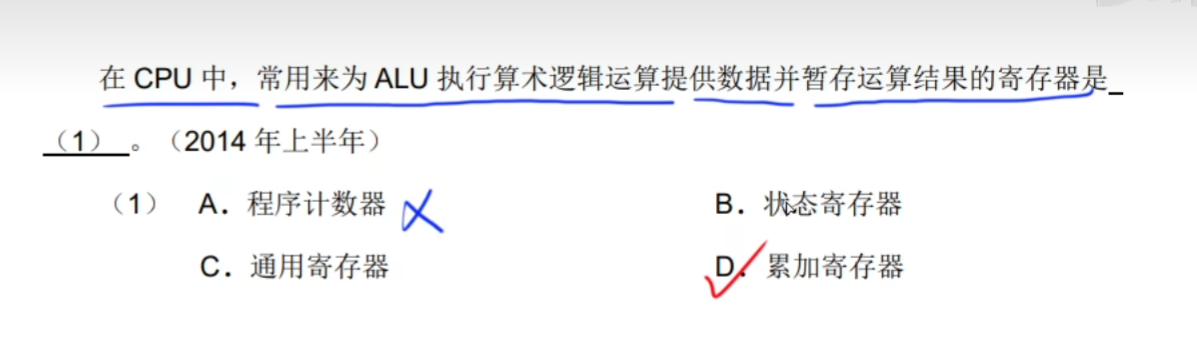 在 CPU 中，常用来为 ALU 执行算术逻辑运算提供数据并暂存运算结果的寄存器是
（1） 。（2014 年上半年）
（1） A．程序计数器 B．状态寄存器
C．通用寄存器 D．累加寄存器